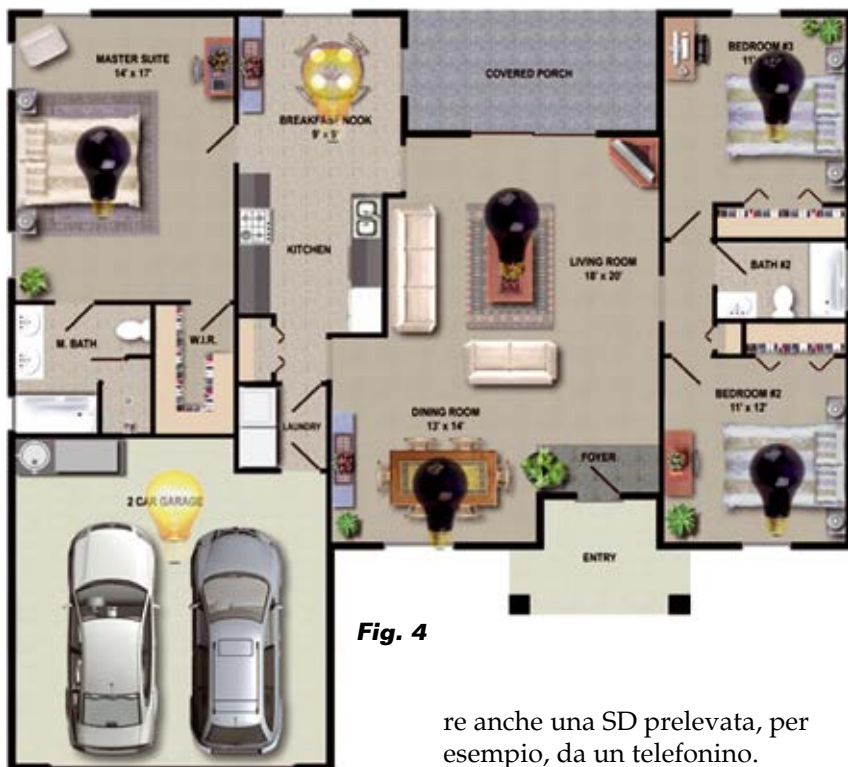 MASTER SUITE
14' x 17'
BREAKFAST NOOK
9' x 9'
COVERED PORCH
BEDROOM #3
11'
KITCHEN
LIVING ROOM
18' x 20'
BATH #2
M. BATH
W.I.R.
LAUNDRY
DINING ROOM
13' x 14'
FOYER
BEDROOM #2
11' x 12'
2 CAR GARAGE
ENTRY
Fig. 4
re anche una SD prelevata, per
esempio, da un telefonino.